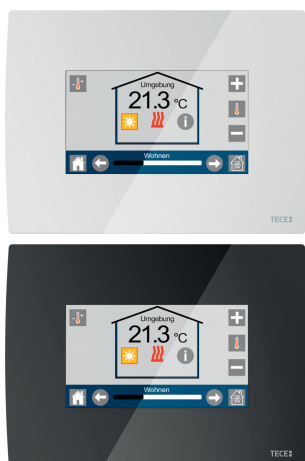 Umgebung
21.3 °C
i
Wohnen
TECE
Umgebung
21.3 °C
i
Wohnen
TECE